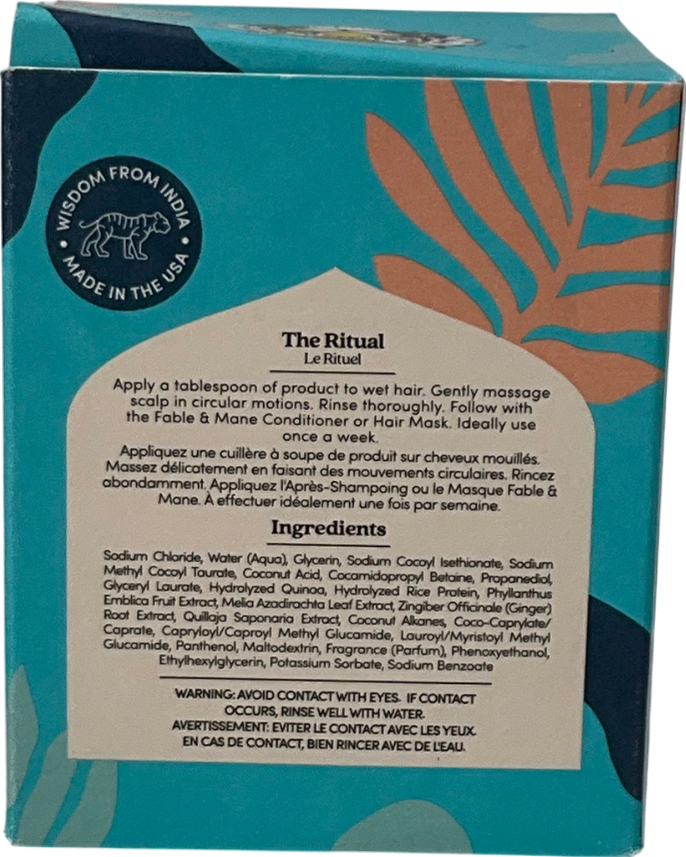 WISDOM FROM INDIA
• MADE IN THE USA •
The Ritual
Le Rituel
Apply a tablespoon of product to wet hair. Gently massage
scalp in circular motions. Rinse thoroughly. Follow with
the Fable & Mane Conditioner or Hair Mask. Ideally use
once a week.
Appliquez une cuillère à soupe de produit sur cheveux mouillés.
Massez délicatement en faisant des mouvements circulaires. Rincez
abondamment. Appliquez l'Après-Shampoing ou le Masque Fable &
Mane. À effectuer idéalement une fois par semaine.
Ingredients
Sodium Chloride, Water (Aqua), Glycerin, Sodium Cocoyl Isethionate, Sodium
Methyl Cocoyl Taurate, Coconut Acid, Cocamidopropyl Betaine, Propanediol,
Glyceryl Laurate, Hydrolyzed Quinoa, Hydrolyzed Rice Protein, Phyllanthus
Emblica Fruit Extract, Melia Azadirachta Leaf Extract, Zingiber Officinale (Ginger)
Root Extract, Quillaja Saponaria Extract, Coconut Alkanes, Coco-Caprylate/
Caprate, Capryloyl/Caproyl Methyl Glucamide, Lauroyl/Myristoyl Methyl
Glucamide, Panthenol, Maltodextrin, Fragrance (Parfum), Phenoxyethanol,
Ethylhexylglycerin, Potassium Sorbate, Sodium Benzoate
WARNING: AVOID CONTACT WITH EYES. IF CONTACT
OCCURS, RINSE WELL WITH WATER.
AVERTISSEMENT: EVITER LE CONTACT AVEC LES YEUX.
EN CAS DE CONTACT, BIEN RINCER AVEC DE L'EAU.